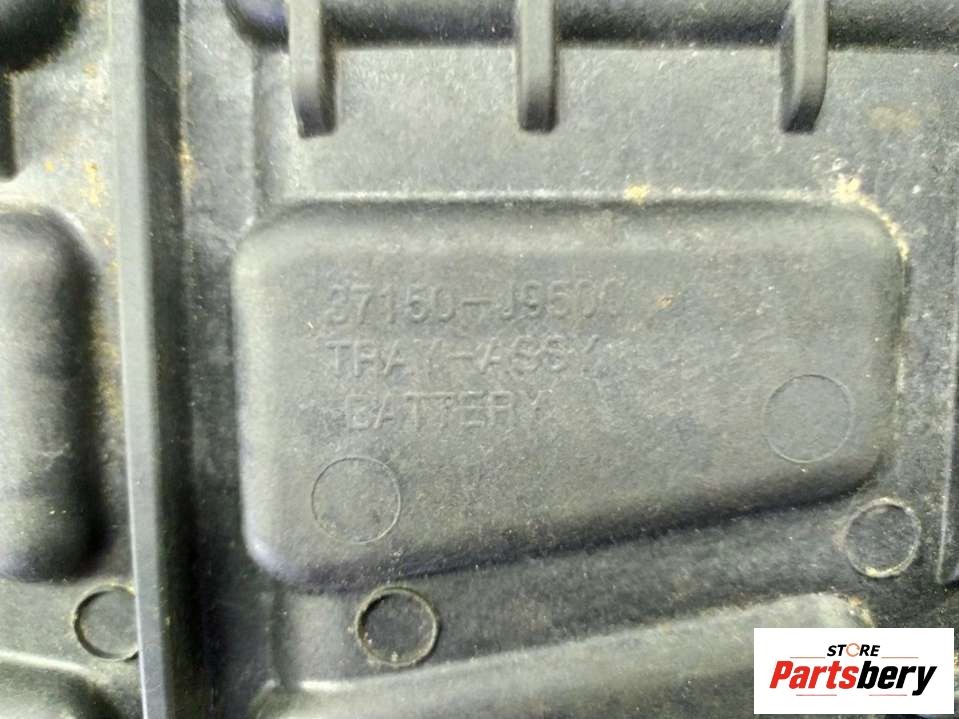 37150-J9500
TRAY-ASSY
BATTERY
STORE
Partsbery